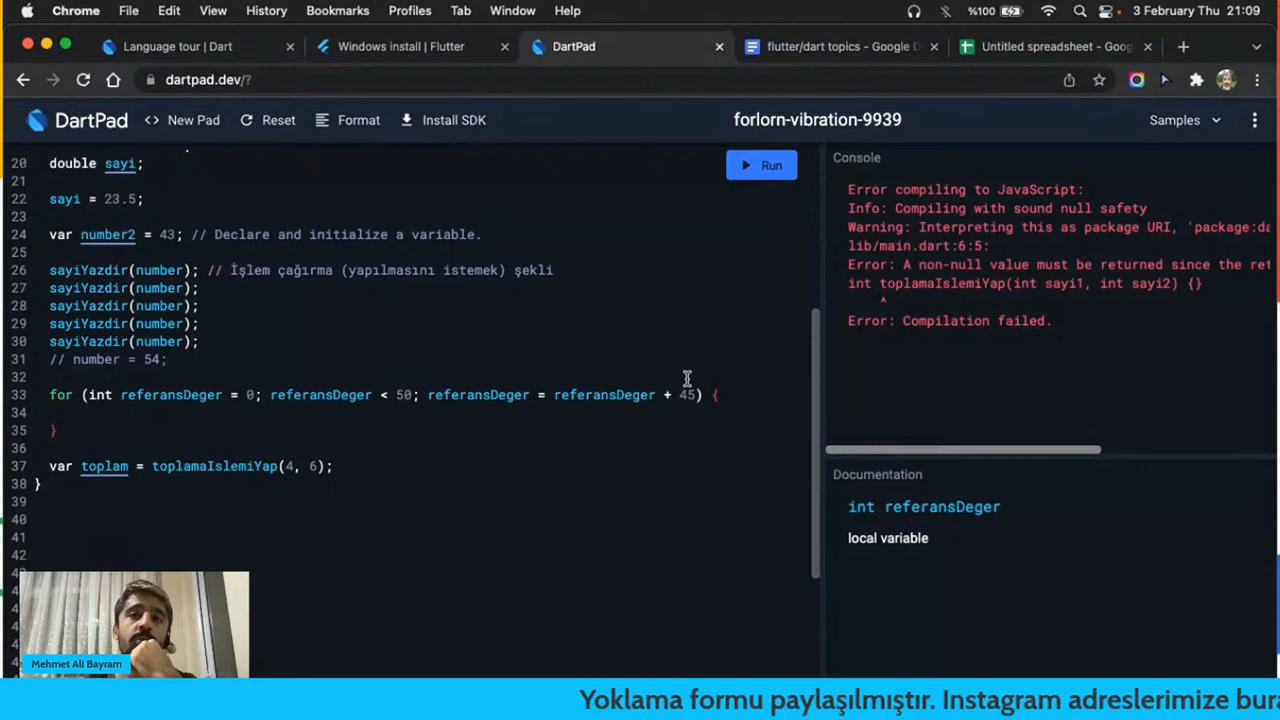 Chrome File Edit View History Bookmarks Profiles Tab Window Help %100 3 February Thu 21:09
Language tour | Dart Windows install | Flutter DartPad flutter/dart topics - Google D Untitled spreadsheet - Goog
dartpad.dev/?
DartPad <> New Pad Reset Format Install SDK forlorn-vibration-9939 Samples
Run
20 double sayi;
21
22 sayi = 23.5;
23
24 var number2 = 43; // Declare and initialize a variable.
25
26 sayiYazdir(number); // İşlem çağırma (yapılmasını istemek) şekli
27 sayiYazdir(number);
28 sayiYazdir(number);
29 sayiYazdir(number);
30 sayiYazdir(number);
31 // number = 54;
32
33 for (int referansDeger = 0; referansDeger < 50; referansDeger = referansDeger + 45) {
34
35 }
36
37 var toplam = toplamaIslemiYap(4, 6);
38 }
39
40
41
42
Console
Error compiling to JavaScript:
Info: Compiling with sound null safety
Warning: Interpreting this as package URI, 'package:da
lib/main.dart:6:5:
Error: A non-null value must be returned since the ret
int toplamaIslemiYap(int sayi1, int sayi2) {}
^
Error: Compilation failed.
Documentation
int referansDeger
local variable
Mehmet Ali Bayram
Yoklama formu paylaşılmıştır. Instagram adreslerimize bura